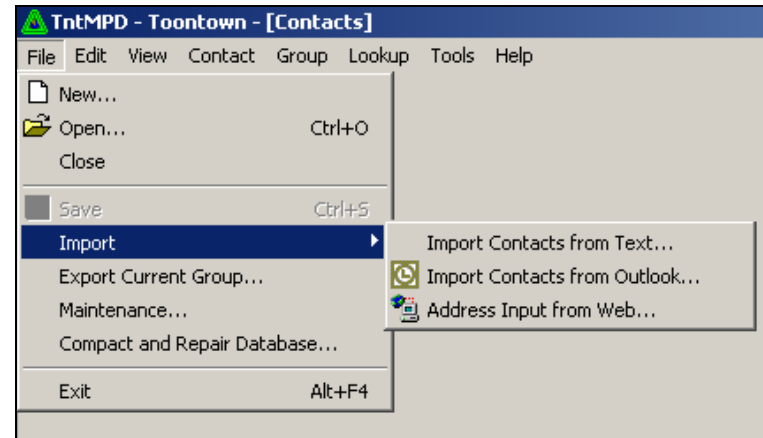 TntMPD - Toontown - [Contacts]
File Edit View Contact Group Lookup Tools Help
New...
Open... Ctrl+O
Close
Save Ctrl+S
Import
Import Contacts from Text...
Export Current Group...
Import Contacts from Outlook...
Maintenance...
Address Input from Web...
Compact and Repair Database...
Exit Alt+F4